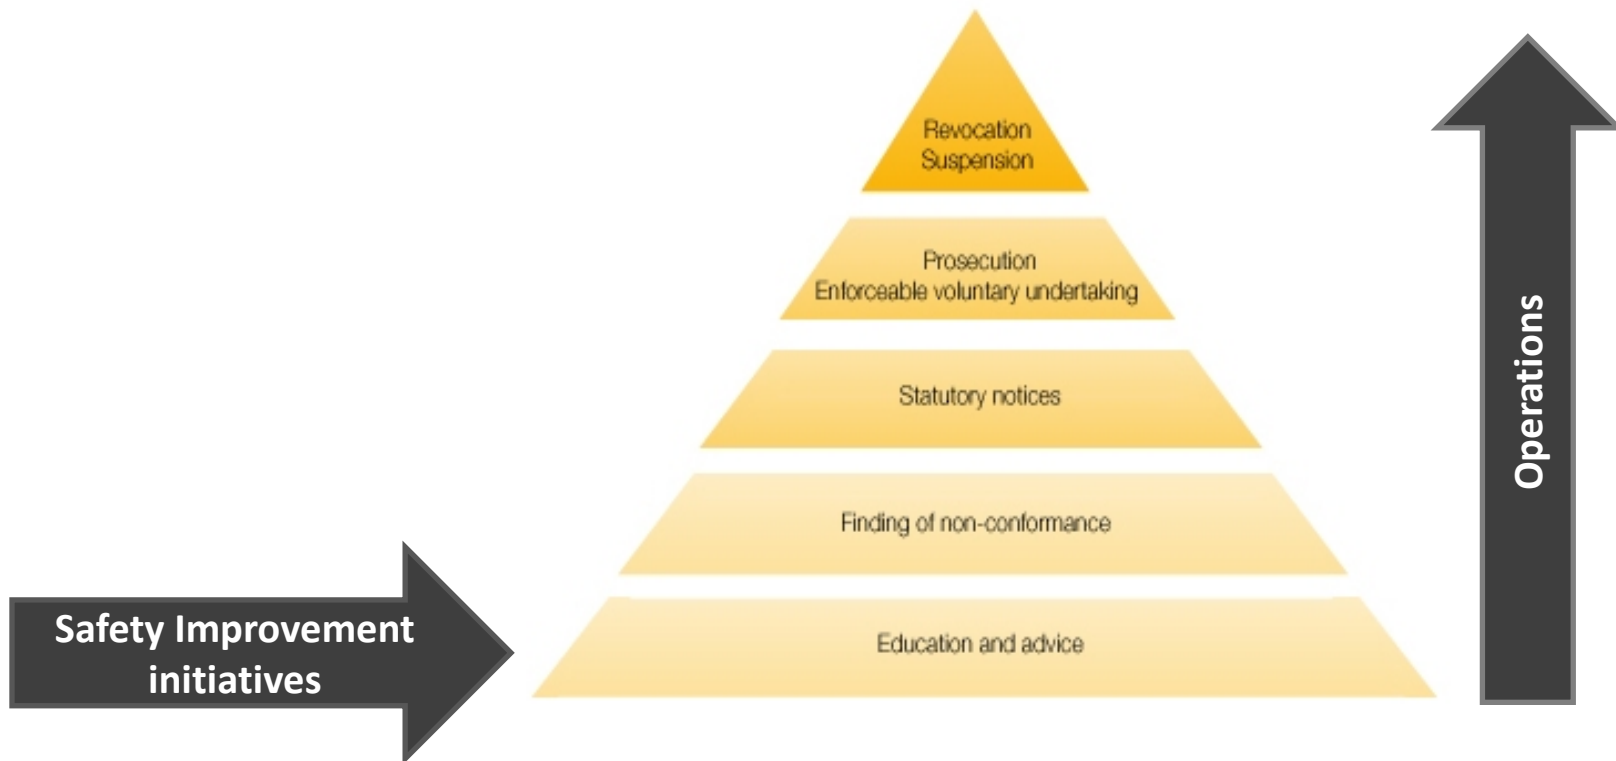 Revocation
Suspension
Prosecution
Enforceable voluntary undertaking
Statutory notices
Finding of non-conformance
Education and advice
Safety Improvement
initiatives
Operations